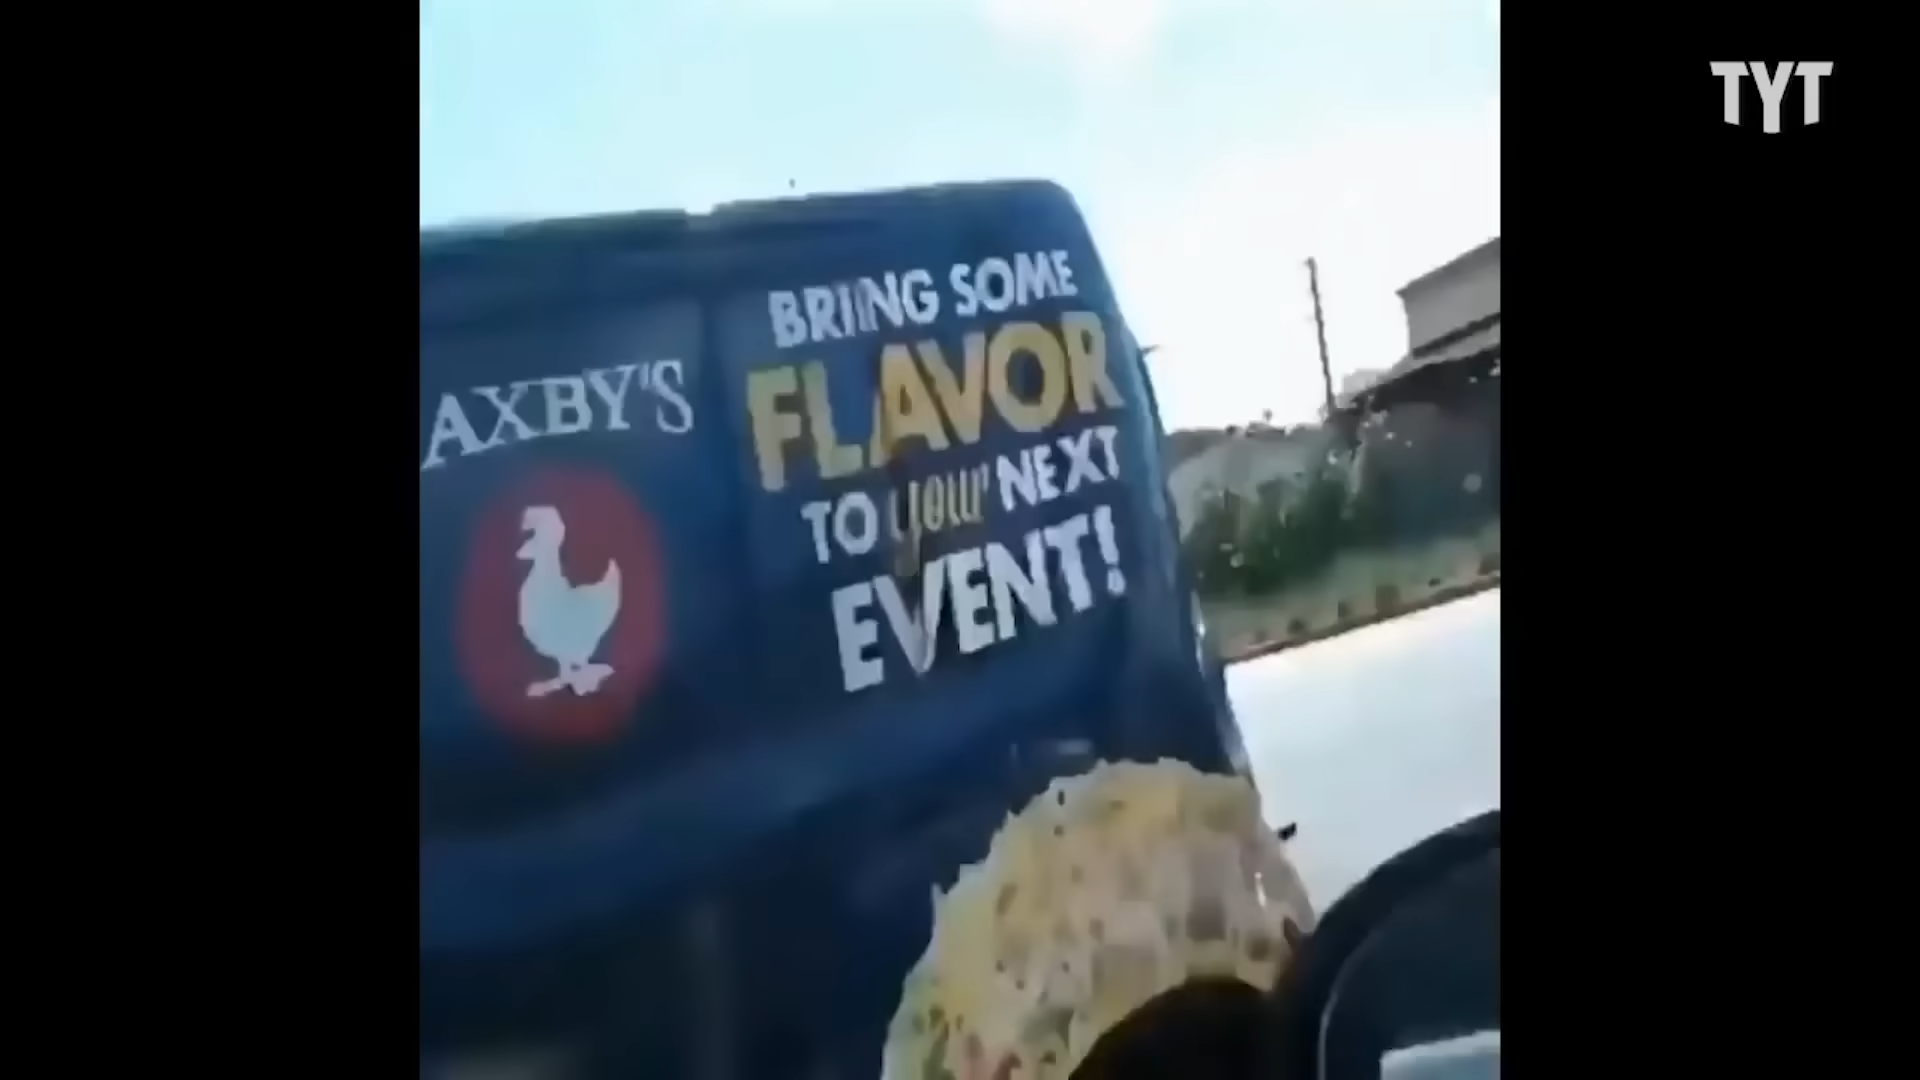 TYT
AXBY'S
BRING SOME
FLAVOR
TO your NEXT
EVENT!